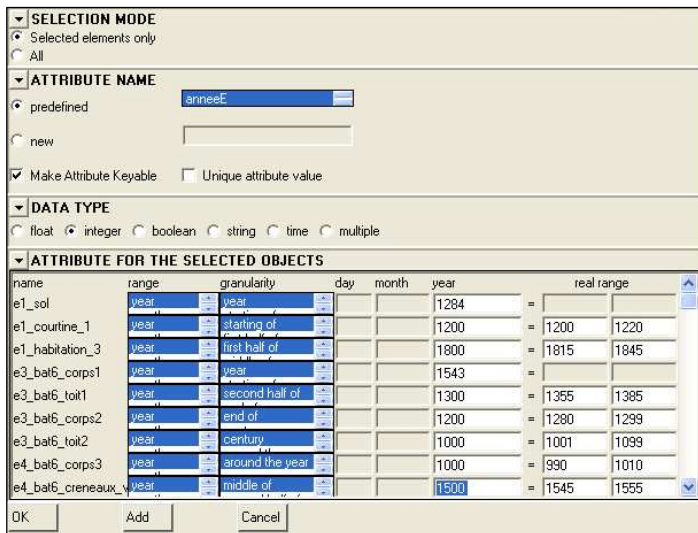 SELECTION MODE
Selected elements only
All
ATTRIBUTE NAME
predefined anneeE
new
Make Attribute Keyable Unique attribute value
DATA TYPE
float integer boolean string time multiple
ATTRIBUTE FOR THE SELECTED OBJECTS
name range granularity day month year real range
e1_sol year year 1284 =
e1_courtine_1 year starting of 1200 = 1200 1220
e1_habitation_3 year first half of 1800 = 1815 1845
e3_bat6_corps1 year year 1543 =
e3_bat6_toit1 year second half of 1300 = 1355 1385
e3_bat6_corps2 year end of 1200 = 1280 1299
e3_bat6_toit2 year century 1000 = 1001 1099
e4_bat6_corps3 year around the year 1000 = 990 1010
e4_bat6_creneaux_v year middle of 1500 = 1545 1555
OK Add Cancel